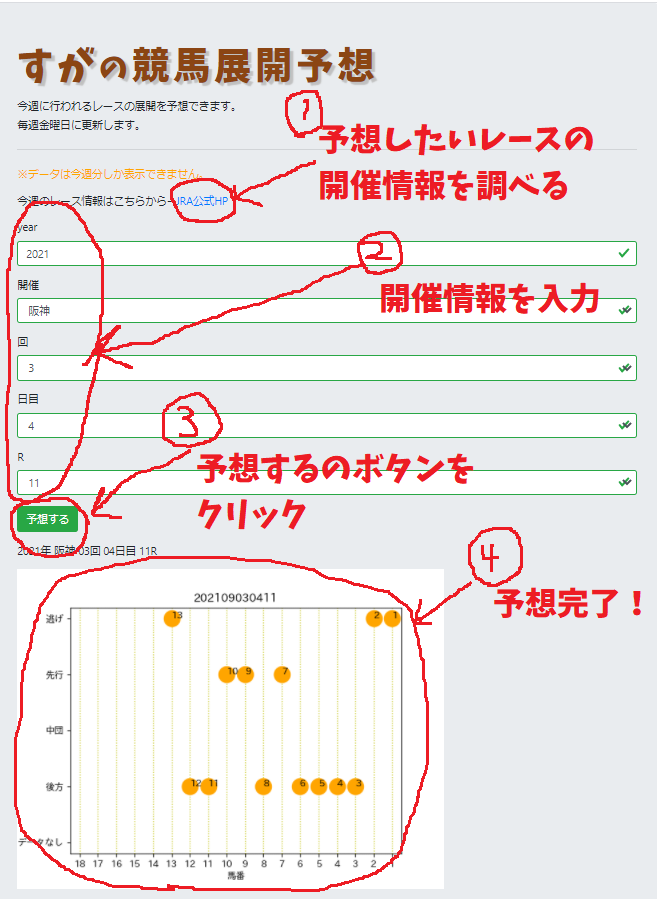 すがの競馬展開予想
今週に行われるレースの展開を予想できます。
毎週金曜日に更新します。
1
予想したいレースの
開催情報を調べる
※データは今週分しか表示できません。
今週のレース情報はこちらから→JRA公式HP
year
2021
2
開催
開催情報を入力
阪神
回
3
日目
4
3
R
予想するのボタンを
11
クリック
予想する
2021年 阪神 03回 04日目 11R
4
予想完了！
202109030411
逃げ 13 2 1
先行 10 9 7
中団
後方 12 11 8 6 5 4 3
データなし
18 17 16 15 14 13 12 11 10 9 8 7 6 5 4 3 2 1
馬番